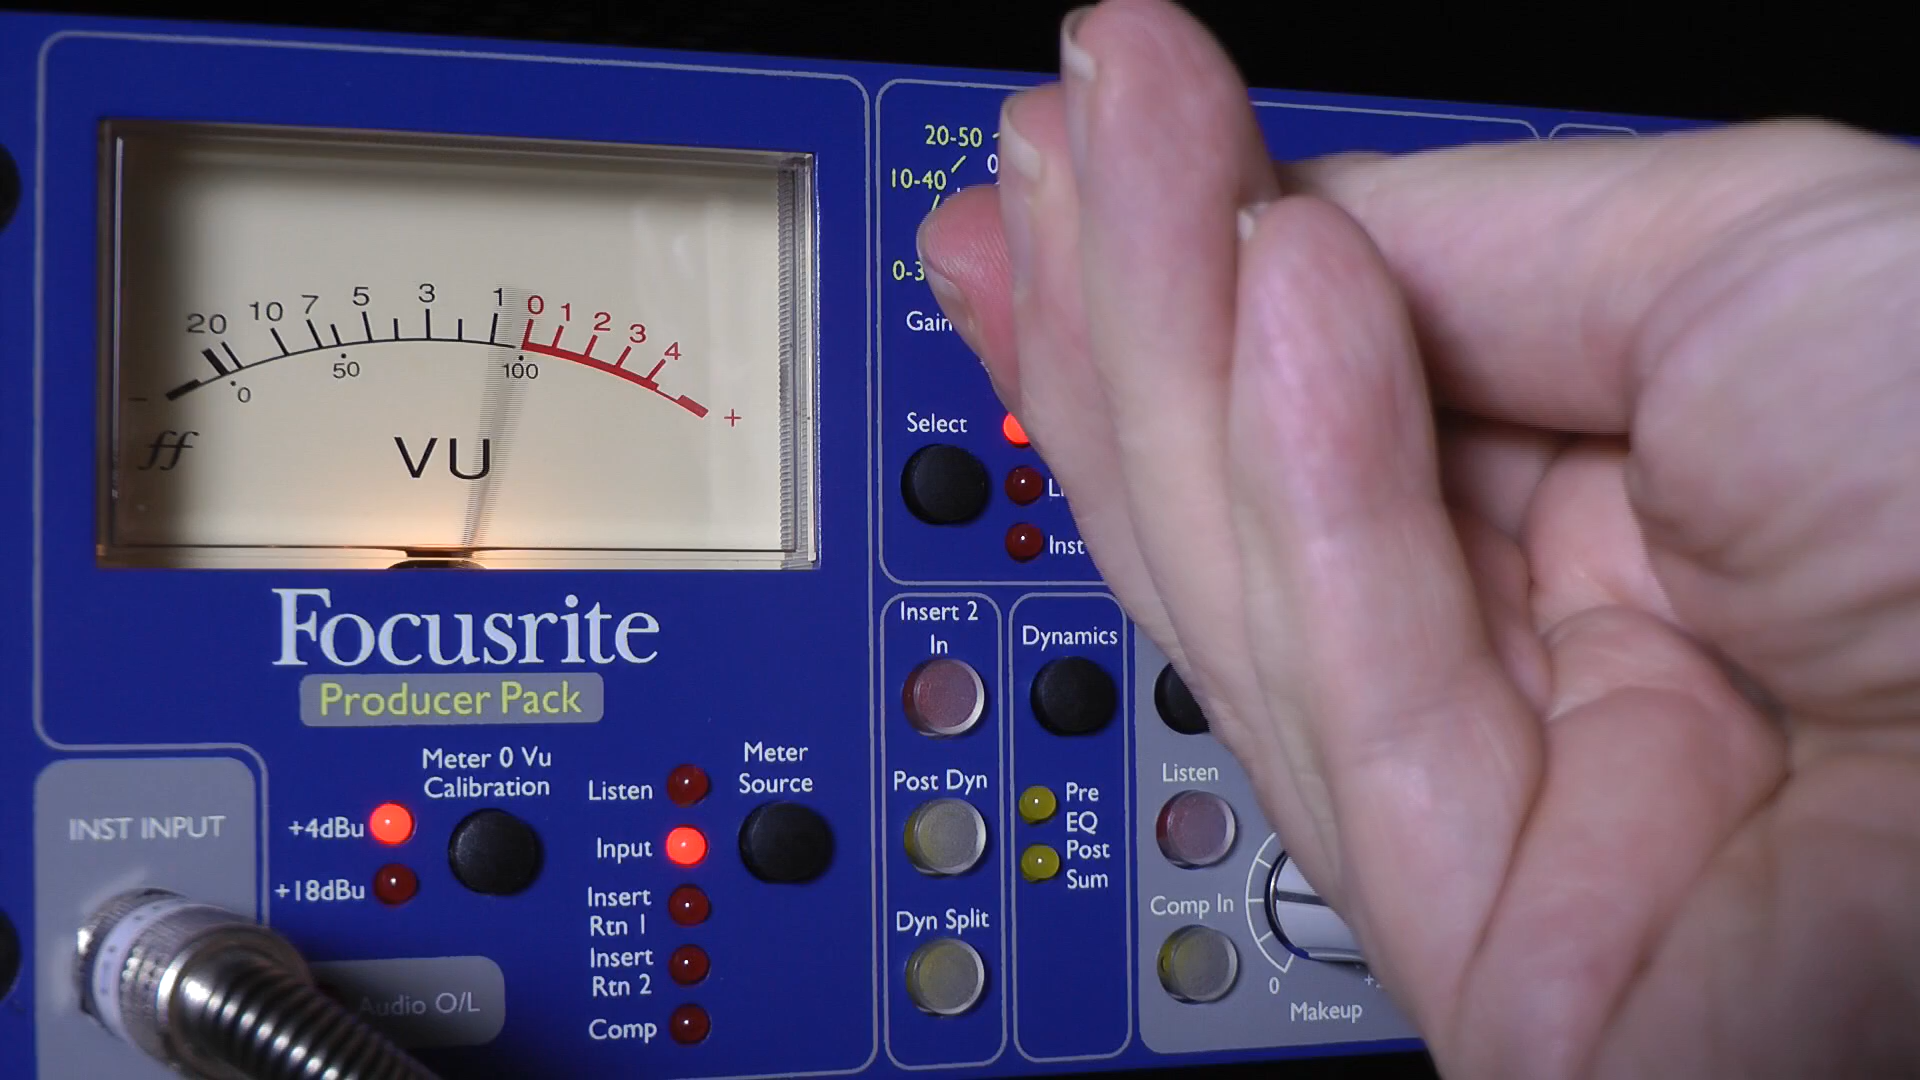 20 10 7 5 3 1 0 1 2 3 4
0 50 100
- +
ff
VU
Focusrite
Producer Pack
Meter 0 Vu
Calibration
+4dBu
+18dBu
INST INPUT
Audio O/L
Meter
Source
Listen
Input
Insert
Rtn 1
Insert
Rtn 2
Comp
20-50
0
10-40
Gain
Select
Inst
Insert 2
In
Post Dyn
Dyn Split
Dynamics
Pre
EQ
Post
Sum
Listen
Comp In
0
Makeup